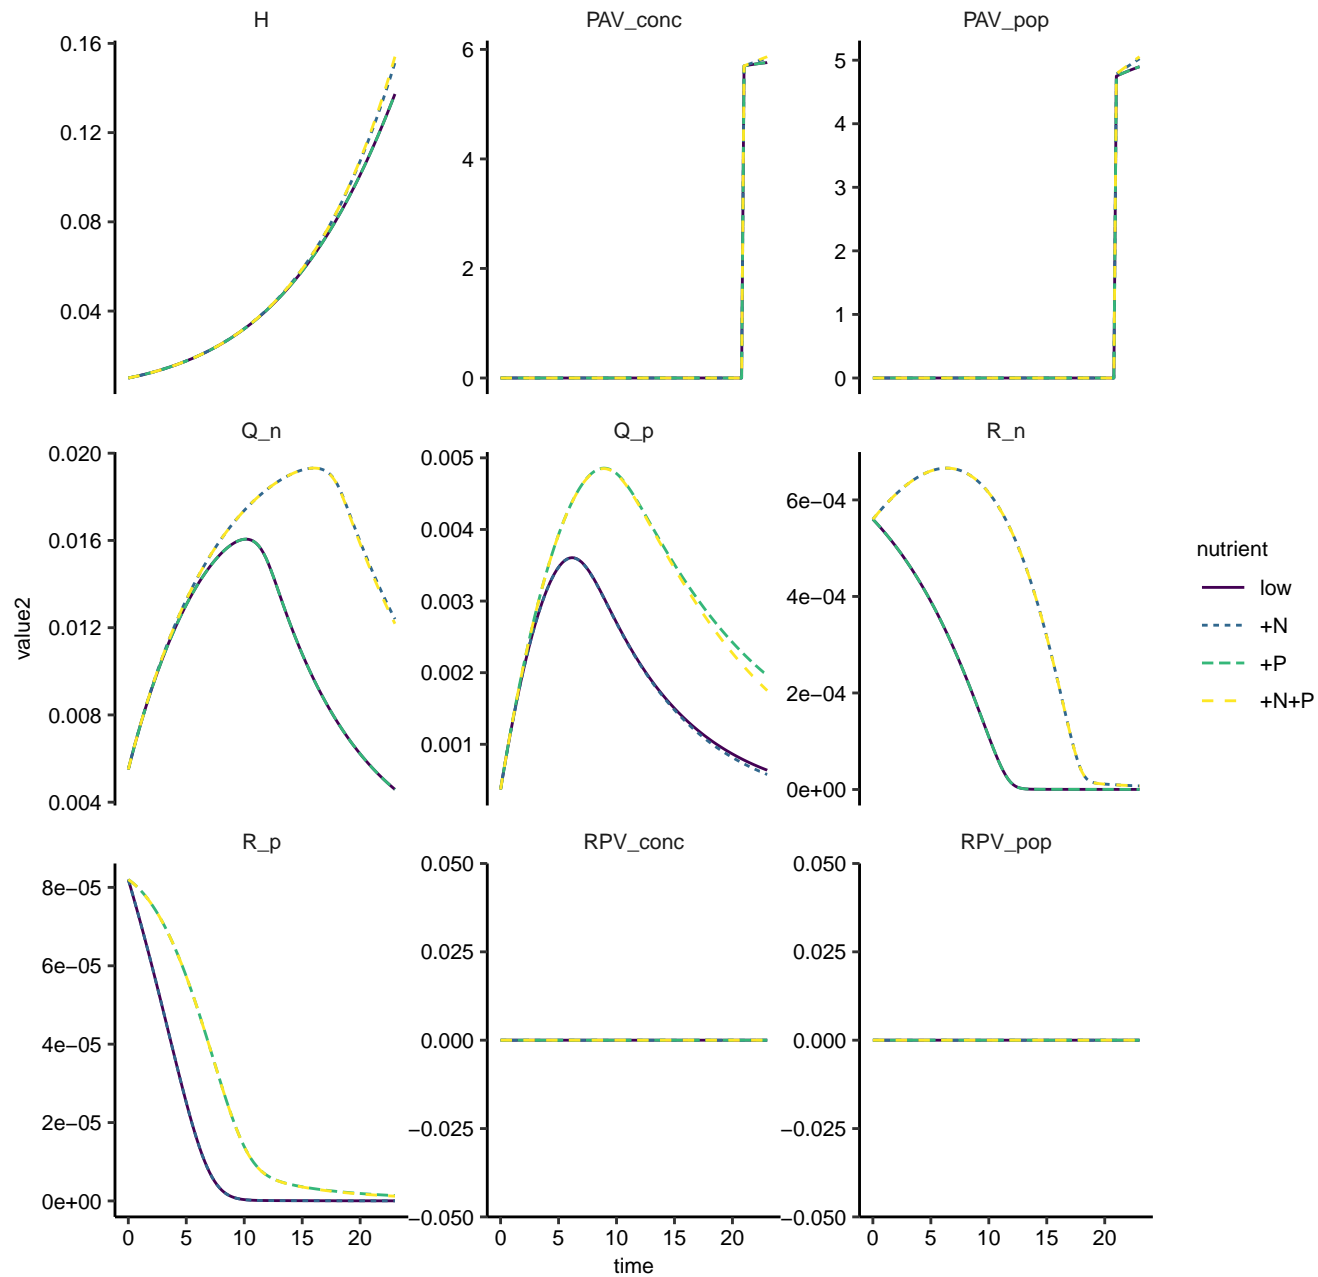 H
PAV_conc
PAV_pop
0.16
0.12
0.08
0.04
6
4
2
0
5
4
3
2
1
0
Q_n
Q_p
R_n
0.020
0.016
0.012
0.008
0.004
0.005
0.004
0.003
0.002
0.001
6e−04
4e−04
2e−04
0e+00
value2
nutrient
low
+N
+P
+N+P
R_p
RPV_conc
RPV_pop
8e−05
6e−05
4e−05
2e−05
0e+00
0.050
0.025
0.000
−0.025
−0.050
0.050
0.025
0.000
−0.025
−0.050
0 5 10 15 20
0 5 10 15 20
0 5 10 15 20
time